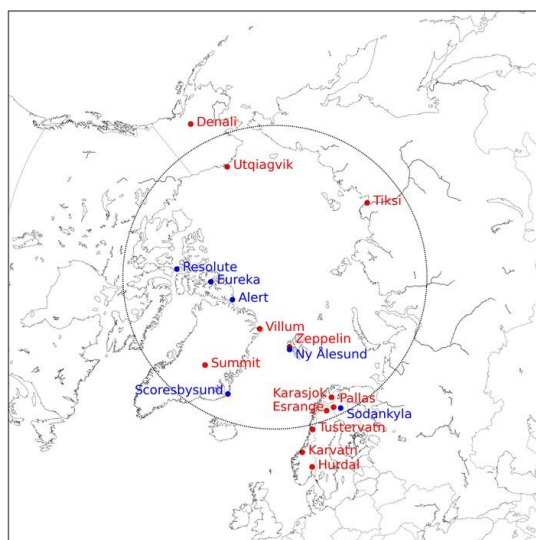 Denali
Utqiagvik
Tiksi
Resolute
Eureka
Alert
Villum
Zeppelin
Ny Ålesund
Summit
Scoresbysund
Karasjok
Pallas
Esrange
Sodankyla
Tustervatn
Karvatn
Hurdal